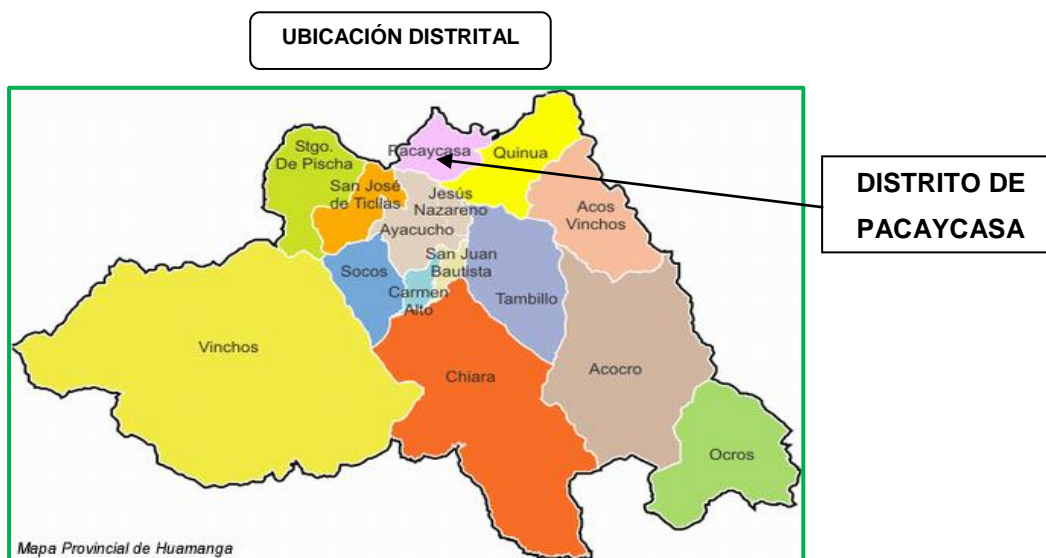 UBICACIÓN DISTRITAL
Stgo.
De Pischa
Pacaycasa
Quinua
San José
de Ticllas
Jesús
Nazareno
Acos
Vinchos
Ayacucho
San Juan
Bautista
Socos
Carmen
Alto
Tambillo
Vinchos
Chiara
Acocro
Ocros
Mapa Provincial de Huamanga
DISTRITO DE
PACAYCASA